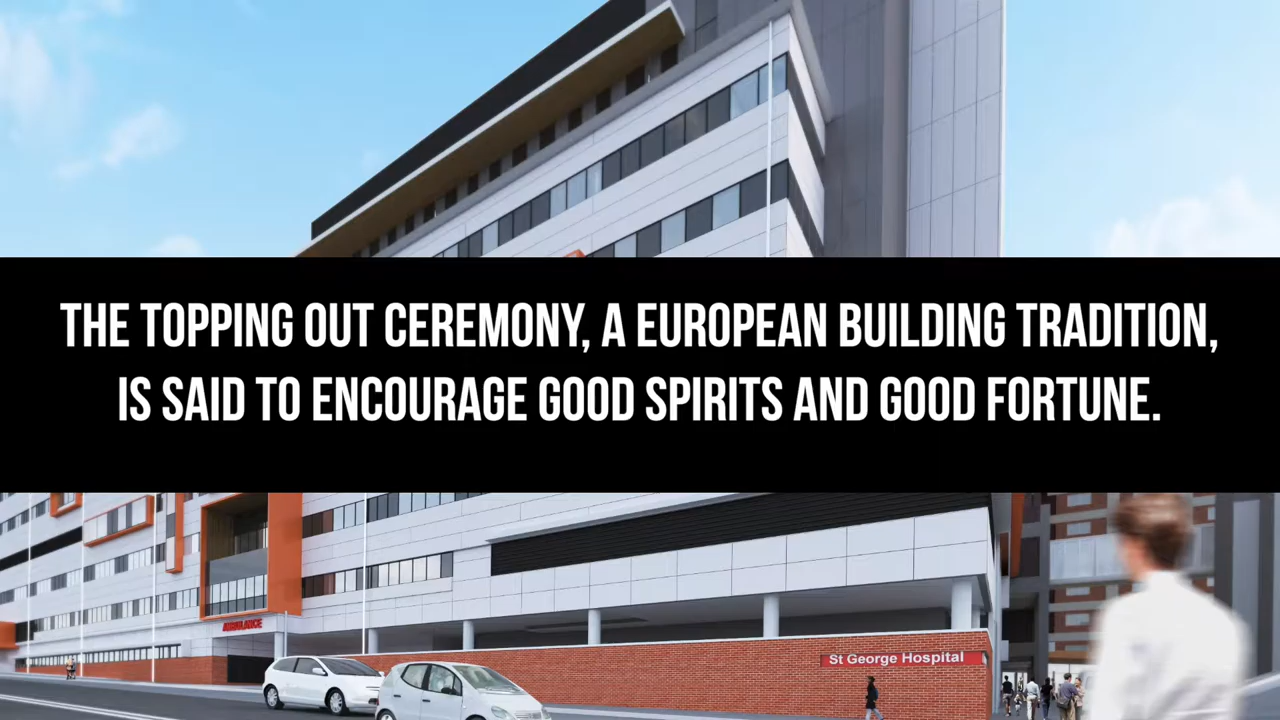 THE TOPPING OUT CEREMONY, A EUROPEAN BUILDING TRADITION,
IS SAID TO ENCOURAGE GOOD SPIRITS AND GOOD FORTUNE.
AMBULANCE
St George Hospital